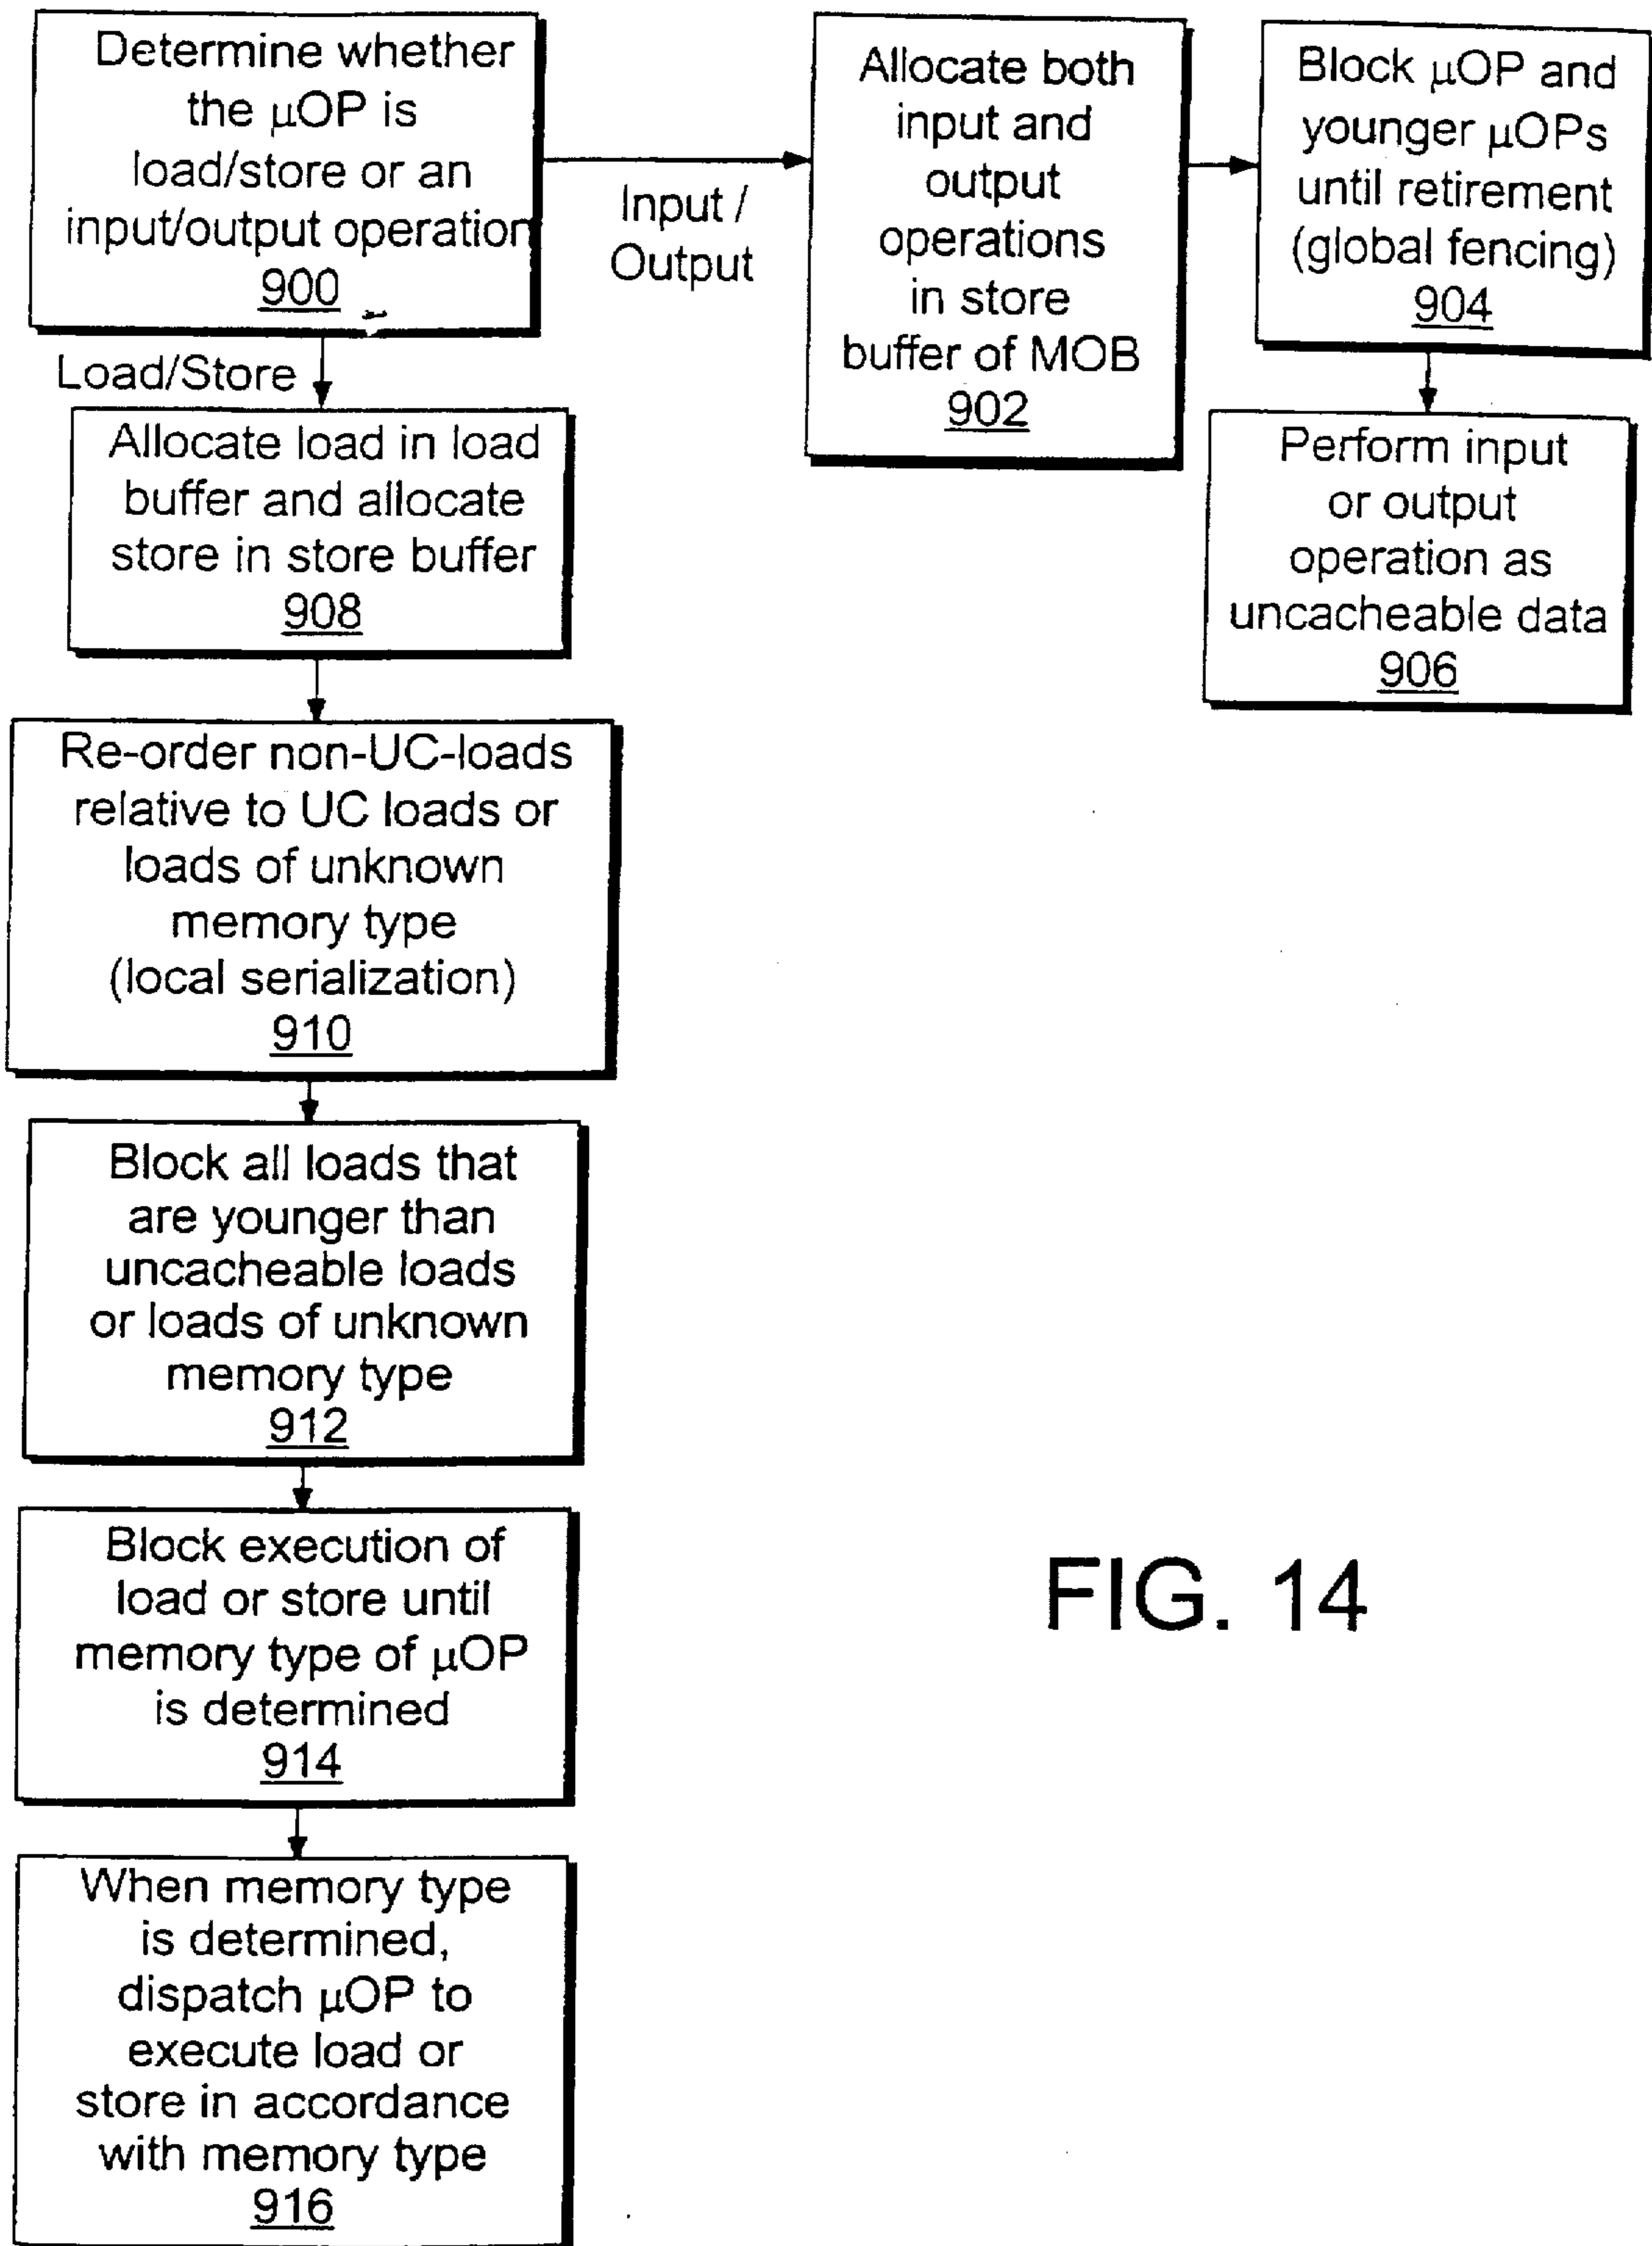 Determine whether
the μOP is
load/store or an
input/output operation
900
Input /
Output
Allocate both
input and
output
operations
in store
buffer of MOB
902
Block μOP and
younger μOPs
until retirement
(global fencing)
904
Perform input
or output
operation as
uncacheable data
906
Load/Store
Allocate load in load
buffer and allocate
store in store buffer
908
Re-order non-UC-loads
relative to UC loads or
loads of unknown
memory type
(local serialization)
910
Block all loads that
are younger than
uncacheable loads
or loads of unknown
memory type
912
Block execution of
load or store until
memory type of μOP
is determined
914
When memory type
is determined,
dispatch μOP to
execute load or
store in accordance
with memory type
916
FIG. 14